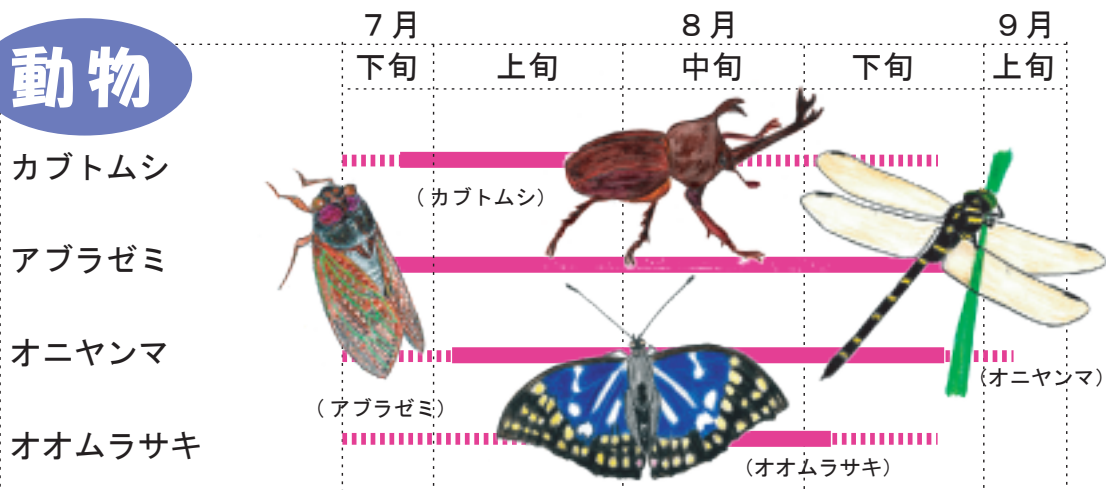 動物
7月 8月 9月
下旬 上旬 中旬 下旬 上旬
カブトムシ
(カブトムシ)
アブラゼミ
オニヤンマ
(オニヤンマ)
(アブラゼミ)
オオムラサキ
(オオムラサキ)